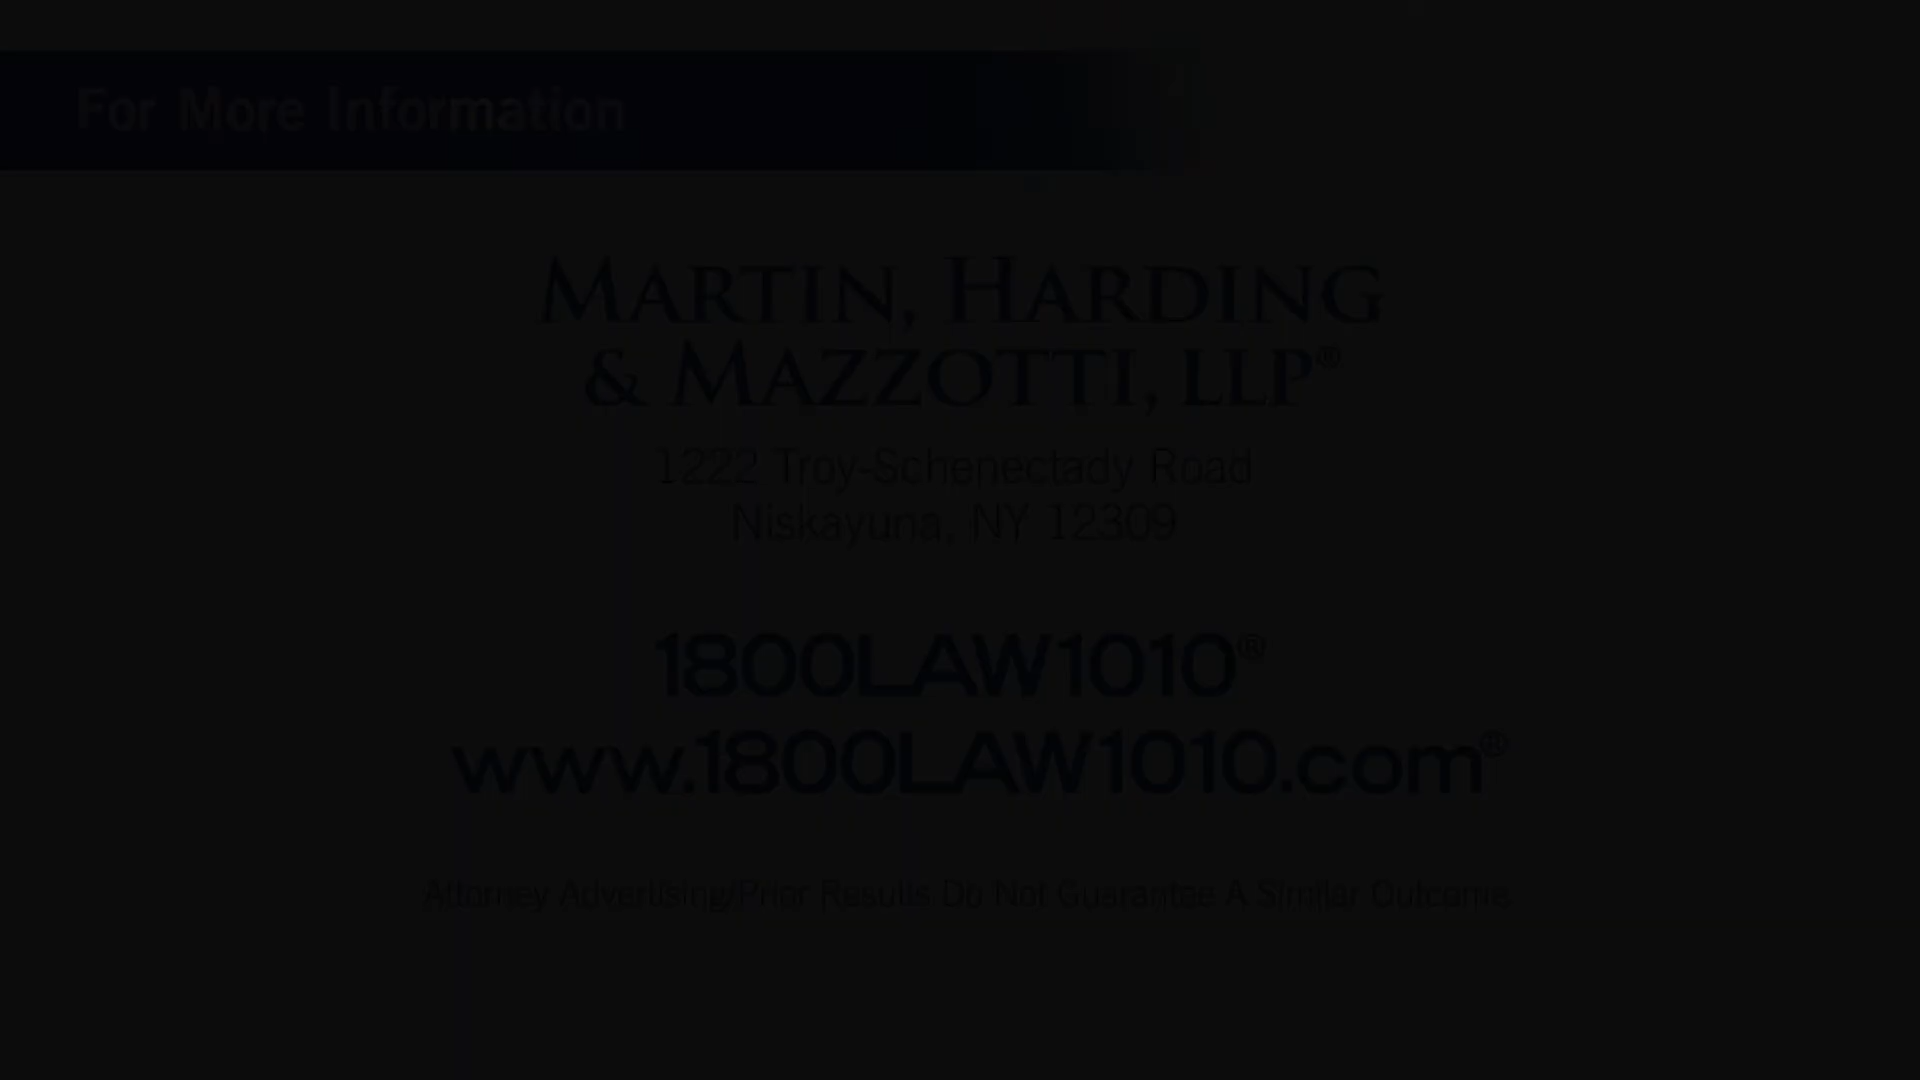 For More Information
MARTIN, HARDING
& MAZZOTTI, LLP®
1222 Troy-Schenectady Road
Niskayuna, NY 12309
1800LAW1010®
www.1800LAW1010.com®
Attorney Advertising/Prior Results Do Not Guarantee A Similar Outcome